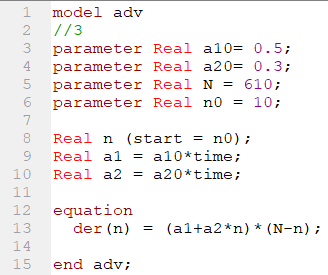 1 model adv
2 //3
3 parameter Real a10= 0.5;
4 parameter Real a20= 0.3;
5 parameter Real N = 610;
6 parameter Real n0 = 10;
7
8 Real n (start = n0);
9 Real a1 = a10*time;
10 Real a2 = a20*time;
11
12 equation
13   der(n) = (a1+a2*n)*(N-n);
14
15 end adv;